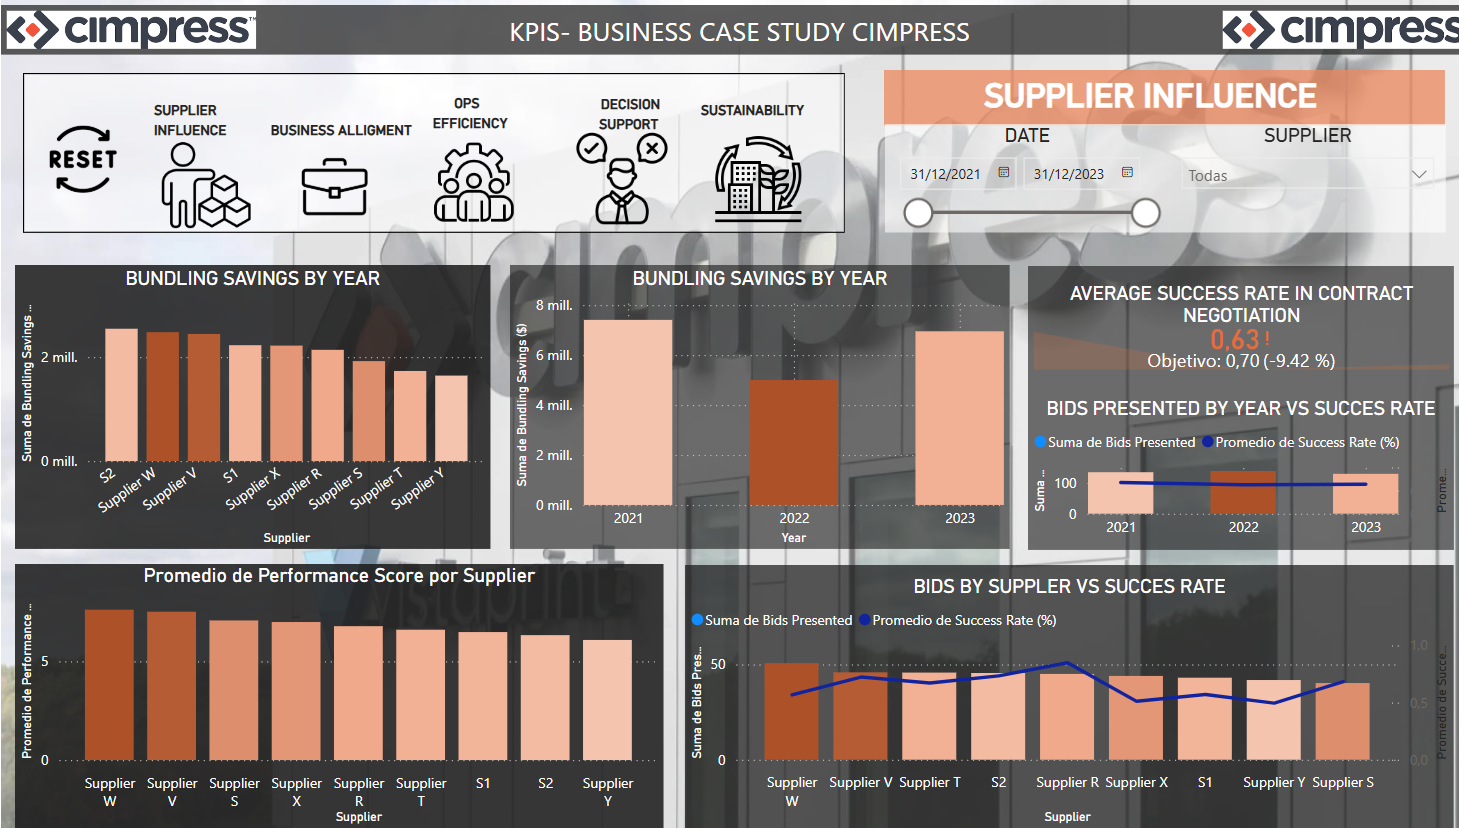 cimpress
KPIS- BUSINESS CASE STUDY CIMPRESS
cimpress
RESET
SUPPLIER
INFLUENCE
BUSINESS ALLIGMENT
OPS
EFFICIENCY
DECISION
SUPPORT
SUSTAINABILITY
SUPPLIER INFLUENCE
DATE
SUPPLIER
31/12/2021
31/12/2023
Todas
BUNDLING SAVINGS BY YEAR
Suma de Bundling Savings ...
2 mill.
0 mill.
S2
Supplier W
Supplier V
S1
Supplier X
Supplier R
Supplier S
Supplier T
Supplier Y
Supplier
BUNDLING SAVINGS BY YEAR
Suma de Bundling Savings ($)
8 mill.
6 mill.
4 mill.
2 mill.
0 mill.
2021
2022
2023
Year
AVERAGE SUCCESS RATE IN CONTRACT
NEGOTIATION
0,63!
Objetivo: 0,70 (-9.42 %)
BIDS PRESENTED BY YEAR VS SUCCES RATE
Suma de Bids Presented
Promedio de Success Rate (%)
Suma ...
100
0
2021
2022
2023
Prome...
Promedio de Performance Score por Supplier
Promedio de Performance ...
5
0
Supplier
W
Supplier
V
Supplier
S
Supplier
X
Supplier
R
Supplier
T
S1
S2
Supplier
Y
Supplier
BIDS BY SUPPLER VS SUCCES RATE
Suma de Bids Presented
Promedio de Success Rate (%)
Suma de Bids Pres...
50
0
1,0
0,5
0,0
Promedio de Succe...
Supplier
W
Supplier V
Supplier T
S2
Supplier R
Supplier X
S1
Supplier Y
Supplier S
Supplier
cimpress
vistaprint